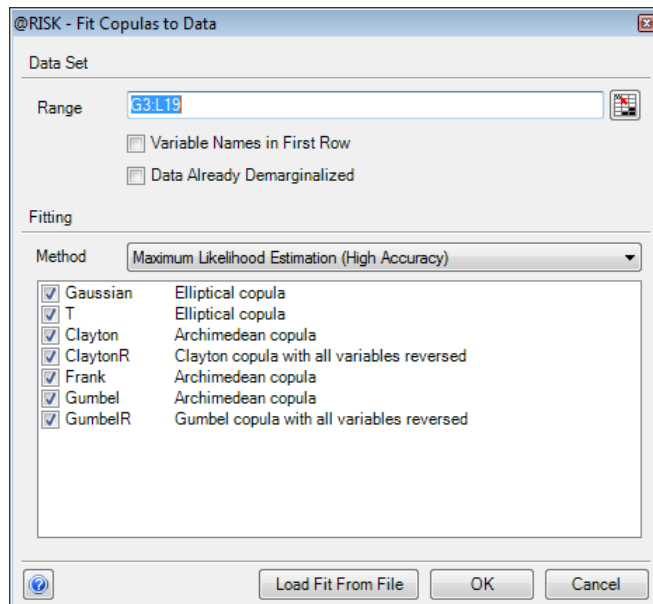 @RISK - Fit Copulas to Data
Data Set
Range G3:L19
Variable Names in First Row
Data Already Demarginalized
Fitting
Method Maximum Likelihood Estimation (High Accuracy)
Gaussian Elliptical copula
T Elliptical copula
Clayton Archimedean copula
ClaytonR Clayton copula with all variables reversed
Frank Archimedean copula
Gumbel Archimedean copula
GumbelR Gumbel copula with all variables reversed
? Load Fit From File OK Cancel